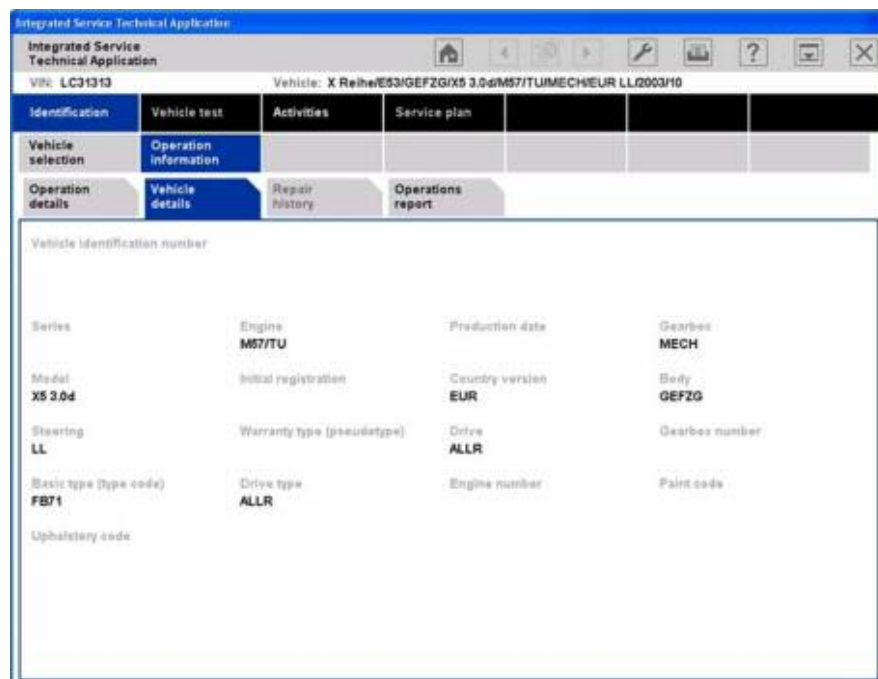 Integrated Service Technical Application
Integrated Service
Technical Application
?
VIN: LC31313 Vehicle: X Reihe/E53/GEFZG/X5 3.0d/M57/TU/MECH/EUR LL/2003/10
Identification Vehicle test Activities Service plan
Vehicle selection Operation information
Operation details Vehicle details Repair history Operations report
Vehicle identification number
Series Engine Production date Gearbox
M57/TU MECH
Model Initial registration Country version Body
X5 3.0d EUR GEFZG
Steering Warranty type (pseudotype) Drive Gearbox number
LL ALLR
Basic type (type code) Drive type Engine number Paint code
FB71 ALLR
Upholstery code